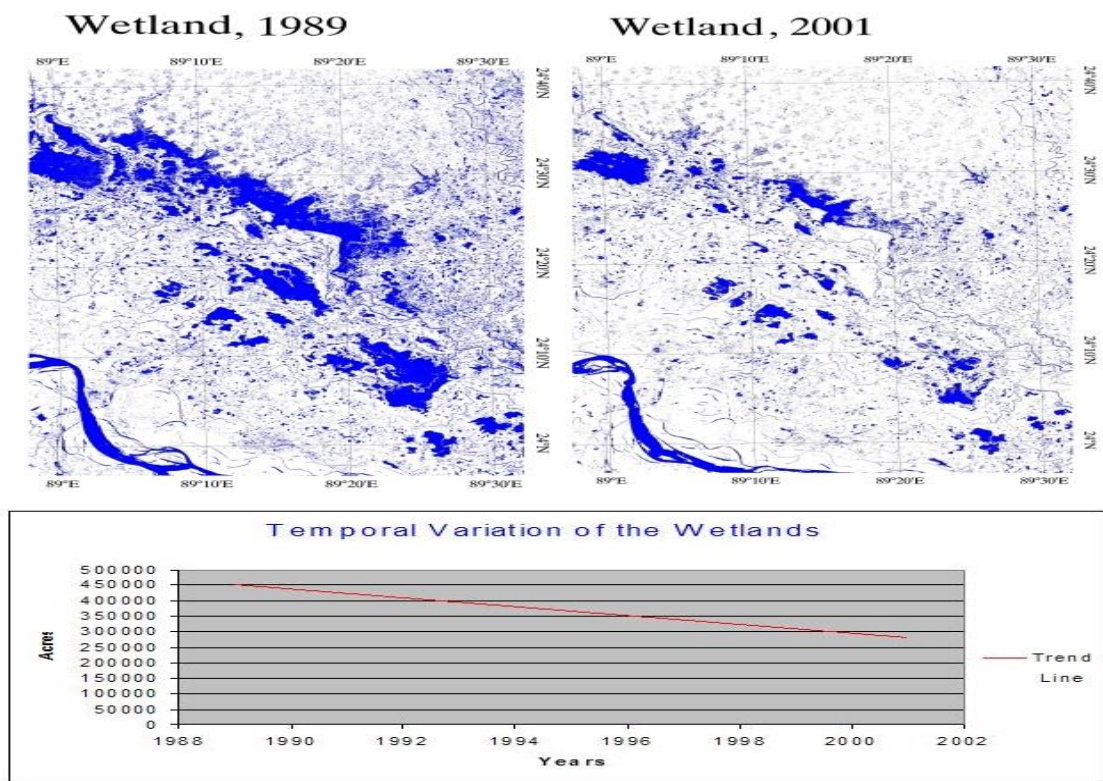 Wetland, 1989
Wetland, 2001
89°E 89°10'E 89°20'E 89°30'E
89°E 89°10'E 89°20'E 89°30'E
24°40'N
24°30'N
24°20'N
24°10'N
24°N
24°40'N
24°30'N
24°20'N
24°10'N
24°N
89°E 89°10'E 89°20'E 89°30'E
89°E 89°10'E 89°20'E 89°30'E
Temporal Variation of the Wetlands
Acres
500000
450000
400000
350000
300000
250000
200000
150000
100000
50000
0
1988 1990 1992 1994 1996 1998 2000 2002
Years
Trend
Line